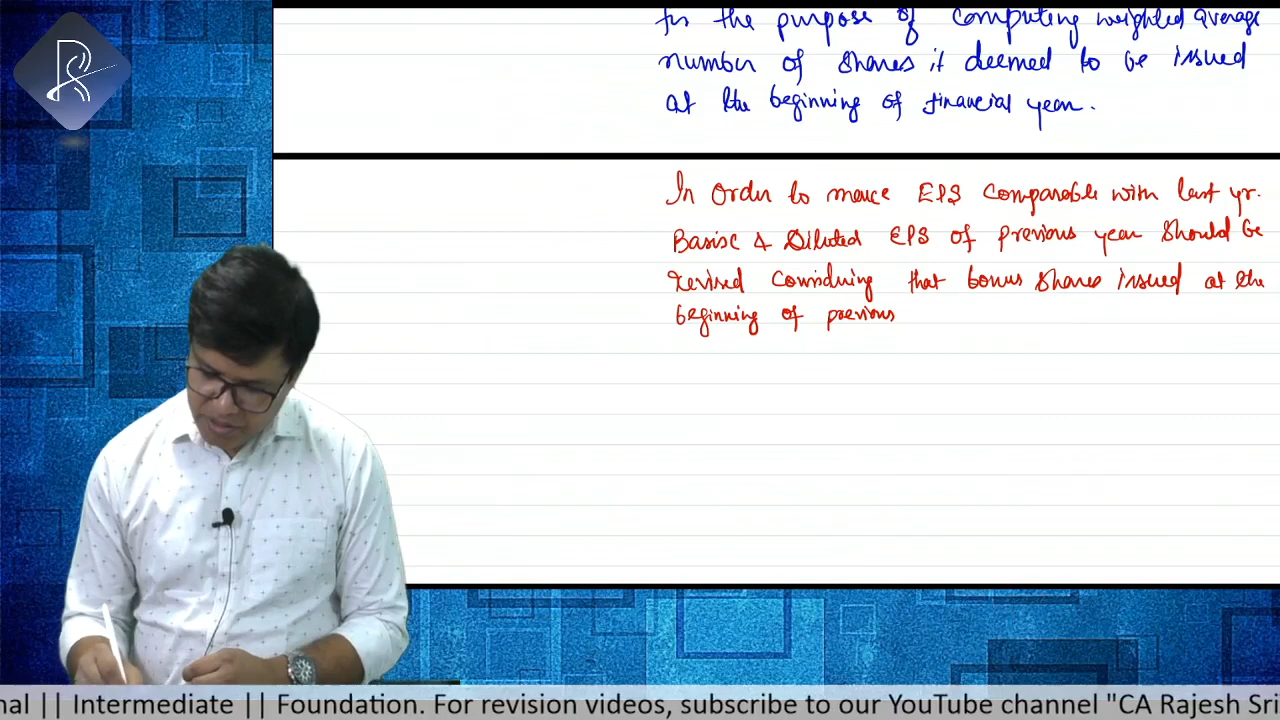 for the purpose of computing weighted average
number of shares it deemed to be issued
at the beginning of financial year.
In order to make EPS comparable with last yr.
Basic & Diluted EPS of previous year should be
revised considering that bonus shares issued at the
beginning of previous
nal || Intermediate || Foundation. For revision videos, subscribe to our YouTube channel "CA Rajesh Sri